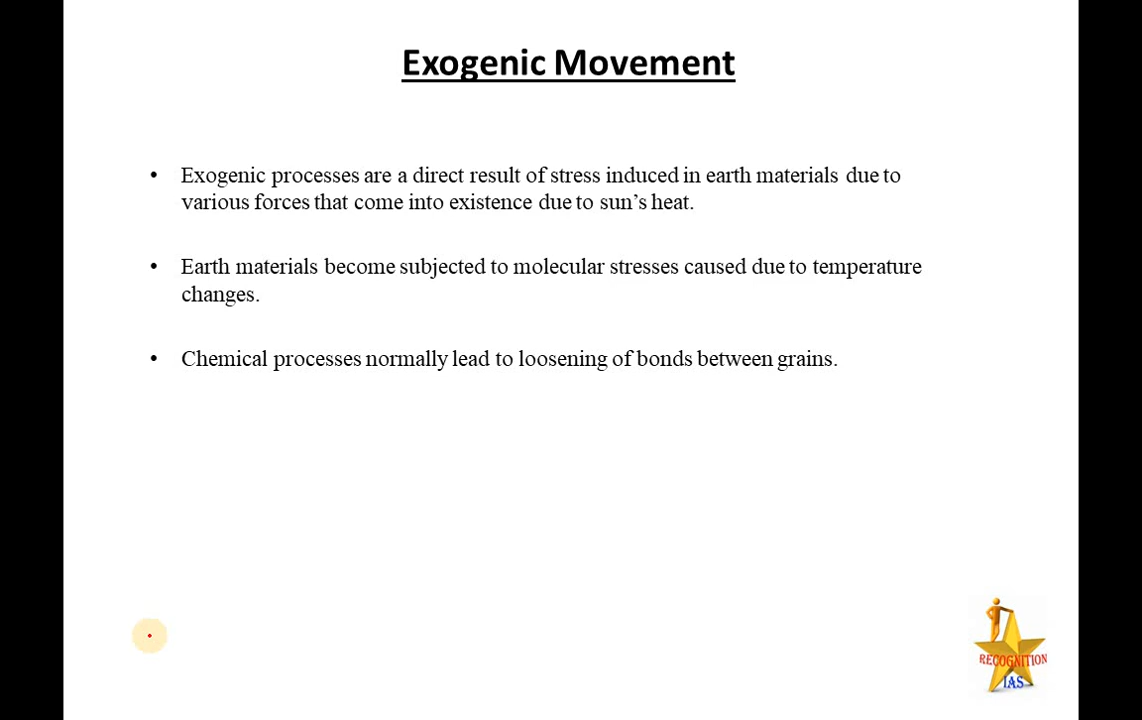 Exogenic Movement
• Exogenic processes are a direct result of stress induced in earth materials due to
various forces that come into existence due to sun’s heat.
• Earth materials become subjected to molecular stresses caused due to temperature
changes.
• Chemical processes normally lead to loosening of bonds between grains.
RECOGNITION
IAS